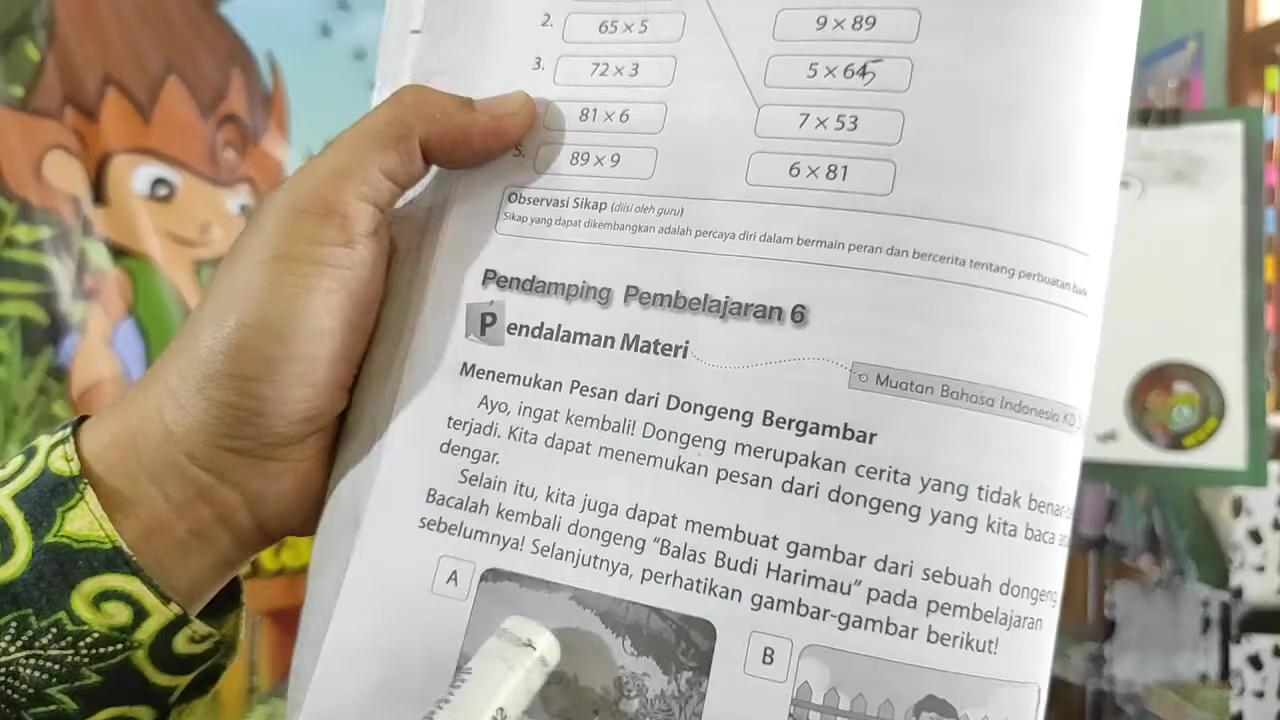 2. 65 × 5 9 × 89
3. 72 × 3 5 × 645
81 × 6 7 × 53
5. 89 × 9 6 × 81
Observasi Sikap (diisi oleh guru)
Sikap yang dapat dikembangkan adalah percaya diri dalam bermain peran dan bercerita tentang perbuatan baik
Pendamping Pembelajaran 6
Pendalaman Materi
Muatan Bahasa Indonesia KD
Menemukan Pesan dari Dongeng Bergambar
Ayo, ingat kembali! Dongeng merupakan cerita yang tidak benar-
terjadi. Kita dapat menemukan pesan dari dongeng yang kita baca
dengar.
Selain itu, kita juga dapat membuat gambar dari sebuah dongeng
Bacalah kembali dongeng “Balas Budi Harimau” pada pembelajaran
sebelumnya! Selanjutnya, perhatikan gambar-gambar berikut!
A
B